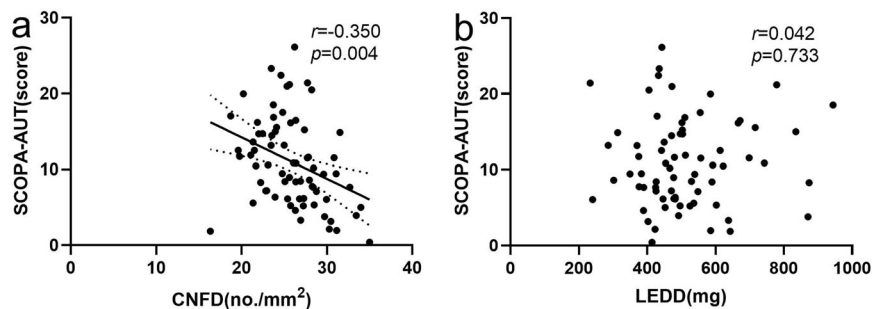 a
r=-0.350
p=0.004
SCOPA-AUT(score)
30
20
10
0
0 10 20 30 40
CNFD(no./mm²)
b
r=0.042
p=0.733
SCOPA-AUT(score)
30
20
10
0
0 200 400 600 800 1000
LEDD(mg)